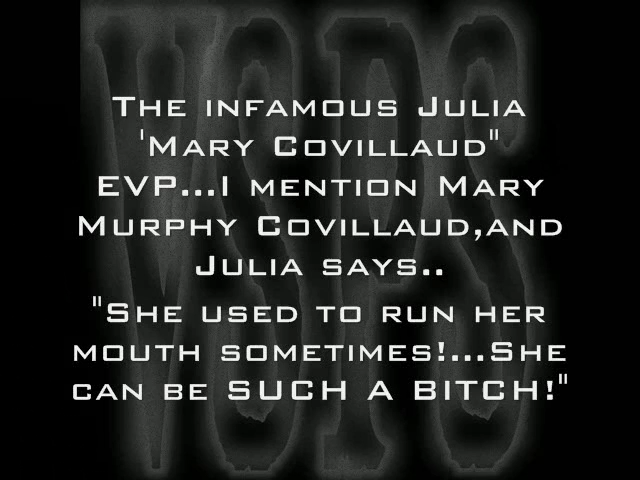 The infamous Julia
'Mary Covillaud"
EVP...I mention Mary
Murphy Covillaud,and
Julia says..
"She used to run her
mouth sometimes!...She
can be SUCH A BITCH!"
VSPS